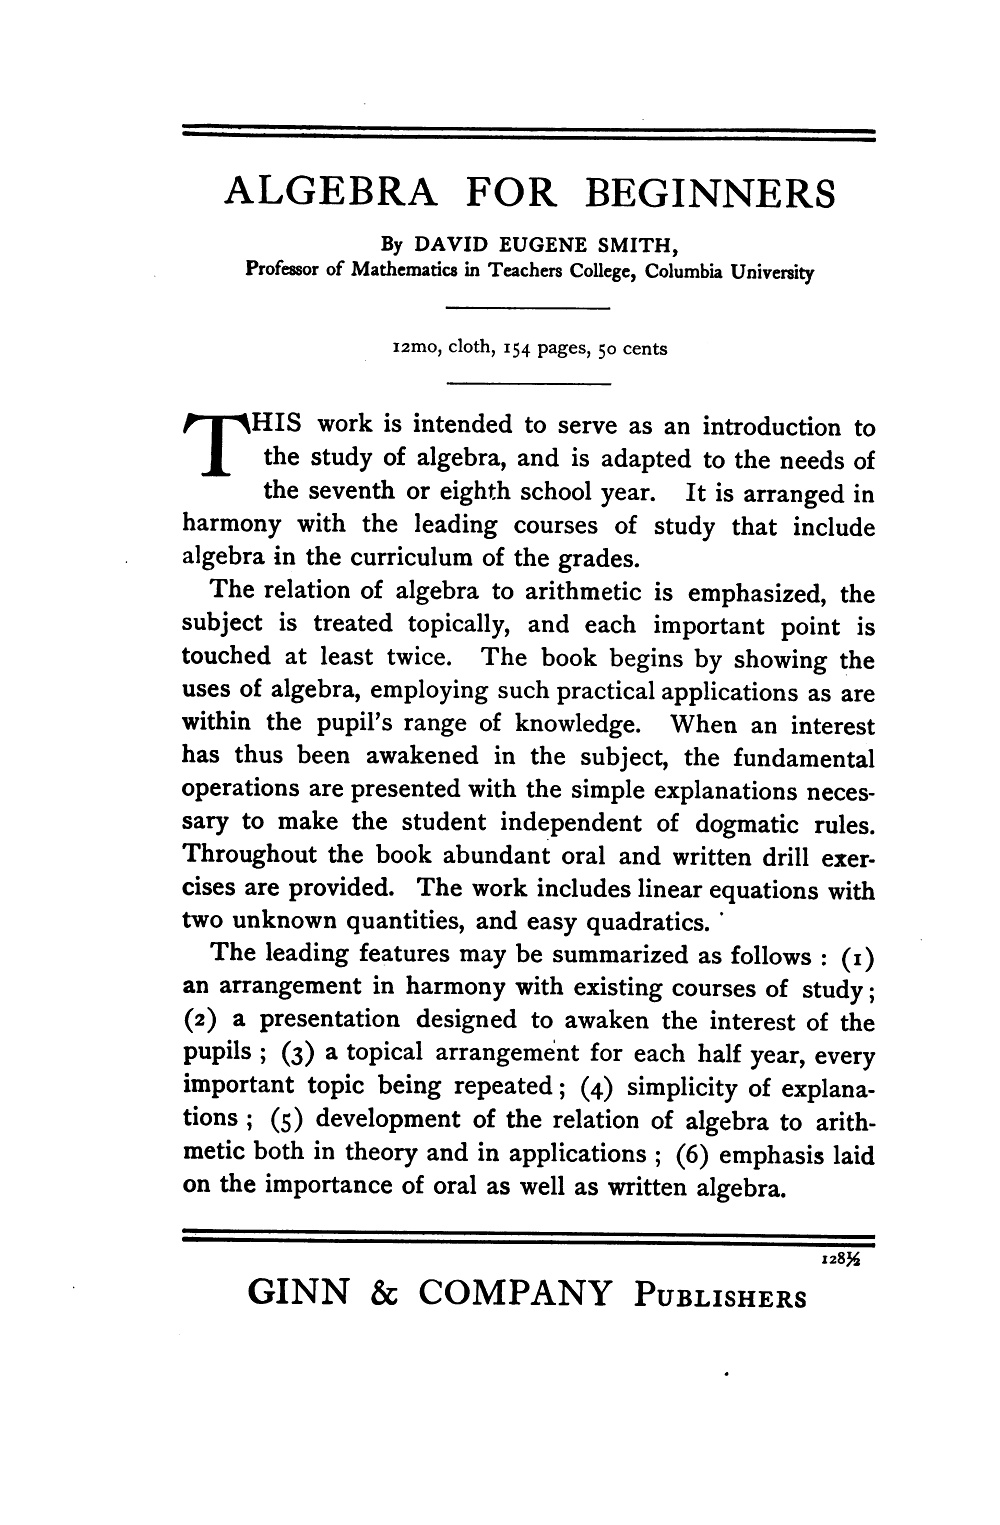 ALGEBRA FOR BEGINNERS
By DAVID EUGENE SMITH,
Professor of Mathematics in Teachers College, Columbia University
12mo, cloth, 154 pages, 50 cents
THIS work is intended to serve as an introduction to
the study of algebra, and is adapted to the needs of
the seventh or eighth school year. It is arranged in
harmony with the leading courses of study that include
algebra in the curriculum of the grades.
The relation of algebra to arithmetic is emphasized, the
subject is treated topically, and each important point is
touched at least twice. The book begins by showing the
uses of algebra, employing such practical applications as are
within the pupil's range of knowledge. When an interest
has thus been awakened in the subject, the fundamental
operations are presented with the simple explanations neces-
sary to make the student independent of dogmatic rules.
Throughout the book abundant oral and written drill exer-
cises are provided. The work includes linear equations with
two unknown quantities, and easy quadratics.
The leading features may be summarized as follows : (1)
an arrangement in harmony with existing courses of study ;
(2) a presentation designed to awaken the interest of the
pupils ; (3) a topical arrangement for each half year, every
important topic being repeated ; (4) simplicity of explana-
tions ; (5) development of the relation of algebra to arith-
metic both in theory and in applications ; (6) emphasis laid
on the importance of oral as well as written algebra.
128½
GINN & COMPANY PUBLISHERS